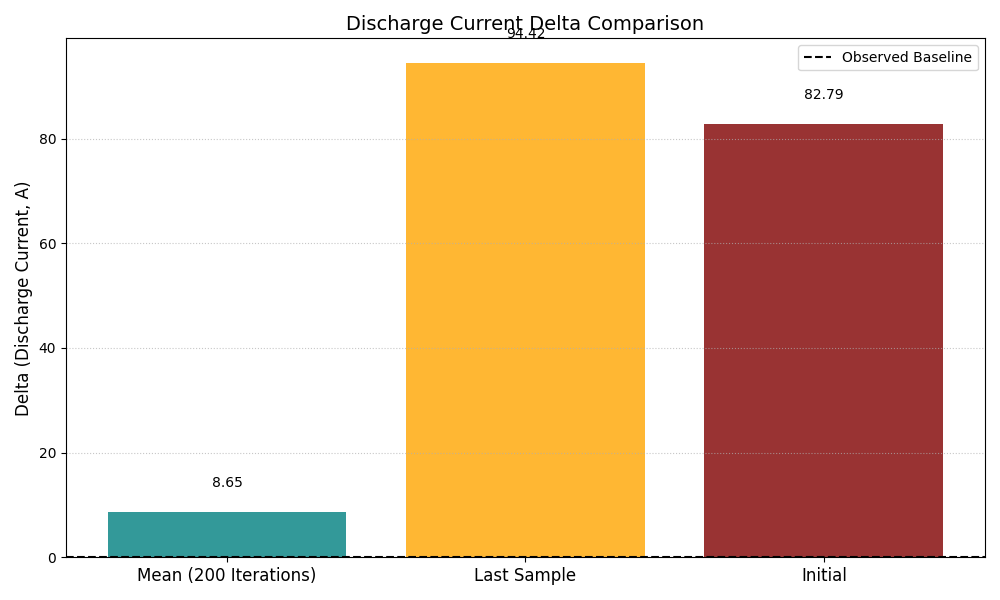 Discharge Current Delta Comparison
94.42
Observed Baseline
82.79
8.65
Delta (Discharge Current, A)
80
60
40
20
0
Mean (200 Iterations)
Last Sample
Initial